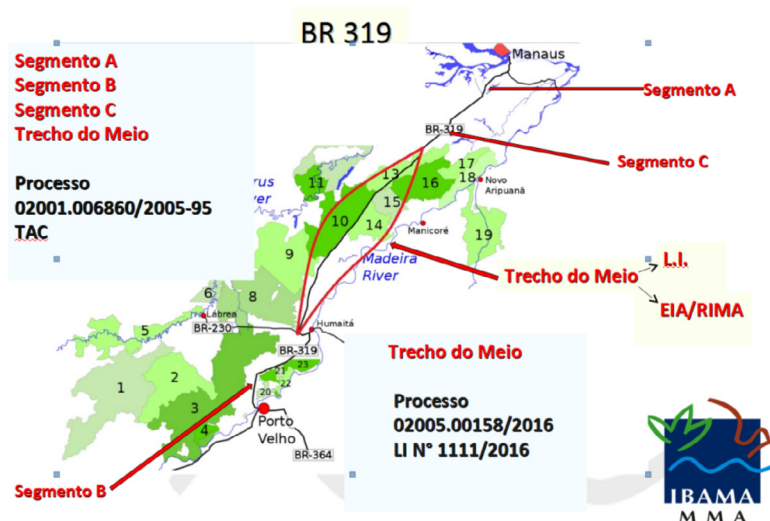 BR 319
Segmento A
Segmento B
Segmento C
Trecho do Meio
Processo
02001.006860/2005-95
TAC
Manaus
Segmento A
BR-319
Segmento C
17
13
18
Novo
Aripuanã
11
16
15
10
14
Manicoré
19
9
Madeira
River
L.I.
Trecho do Meio
EIA/RIMA
6
8
Lábrea
5
BR-230
Humaitá
BR-319
Trecho do Meio
23
21
22
20
1
2
3
4
Processo
02005.00158/2016
LI N° 1111/2016
Porto
Velho
BR-364
Segmento B
IBAMA
M M A